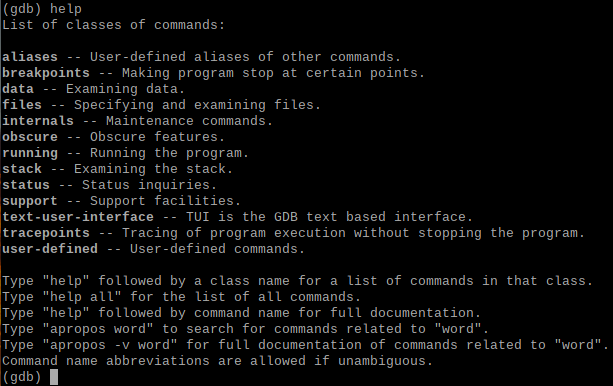 (gdb) help
List of classes of commands:
aliases -- User-defined aliases of other commands.
breakpoints -- Making program stop at certain points.
data -- Examining data.
files -- Specifying and examining files.
internals -- Maintenance commands.
obscure -- Obscure features.
running -- Running the program.
stack -- Examining the stack.
status -- Status inquiries.
support -- Support facilities.
text-user-interface -- TUI is the GDB text based interface.
tracepoints -- Tracing of program execution without stopping the program.
user-defined -- User-defined commands.
Type "help" followed by a class name for a list of commands in that class.
Type "help all" for the list of all commands.
Type "help" followed by command name for full documentation.
Type "apropos word" to search for commands related to "word".
Type "apropos -v word" for full documentation of commands related to "word".
Command name abbreviations are allowed if unambiguous.
(gdb)